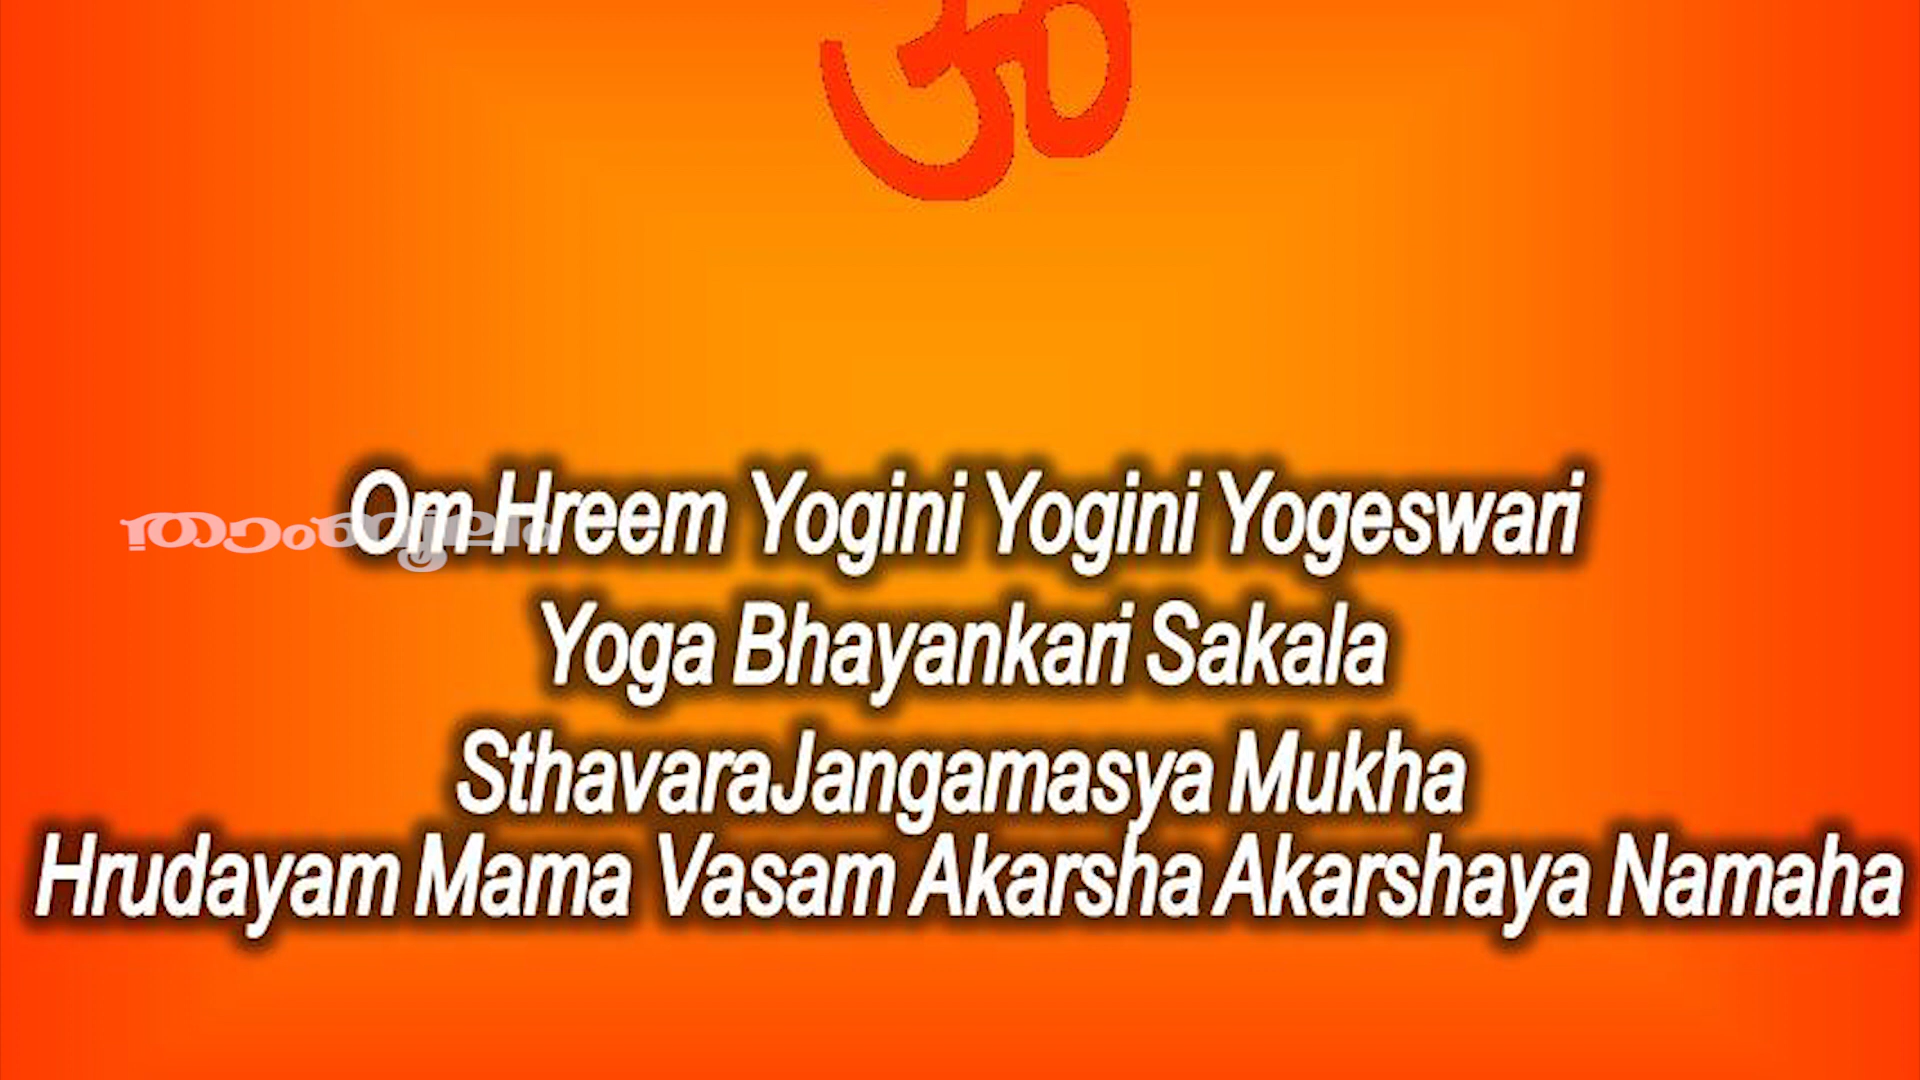 ॐ
Om Hreem Yogini Yogini Yogeswari
Yoga Bhayankari Sakala
SthavaraJangamasya Mukha
Hrudayam Mama Vasam Akarsha Akarshaya Namaha